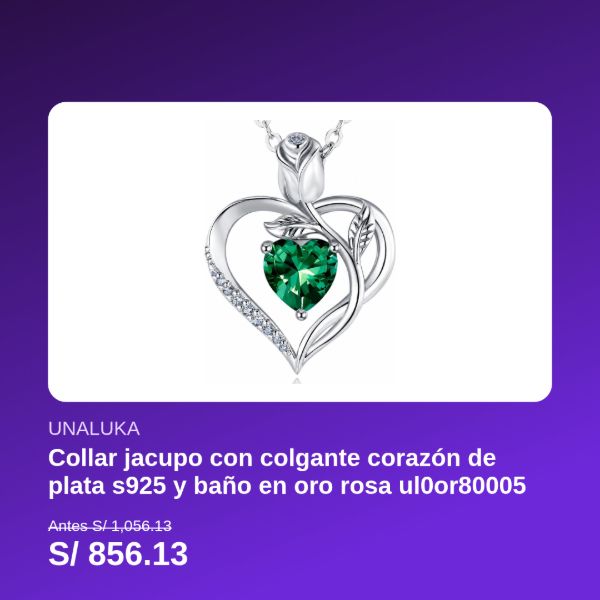 UNALUKA
Collar jacupo con colgante corazón de
plata s925 y baño en oro rosa ul0or80005
Antes S/ 1,056.13
S/ 856.13